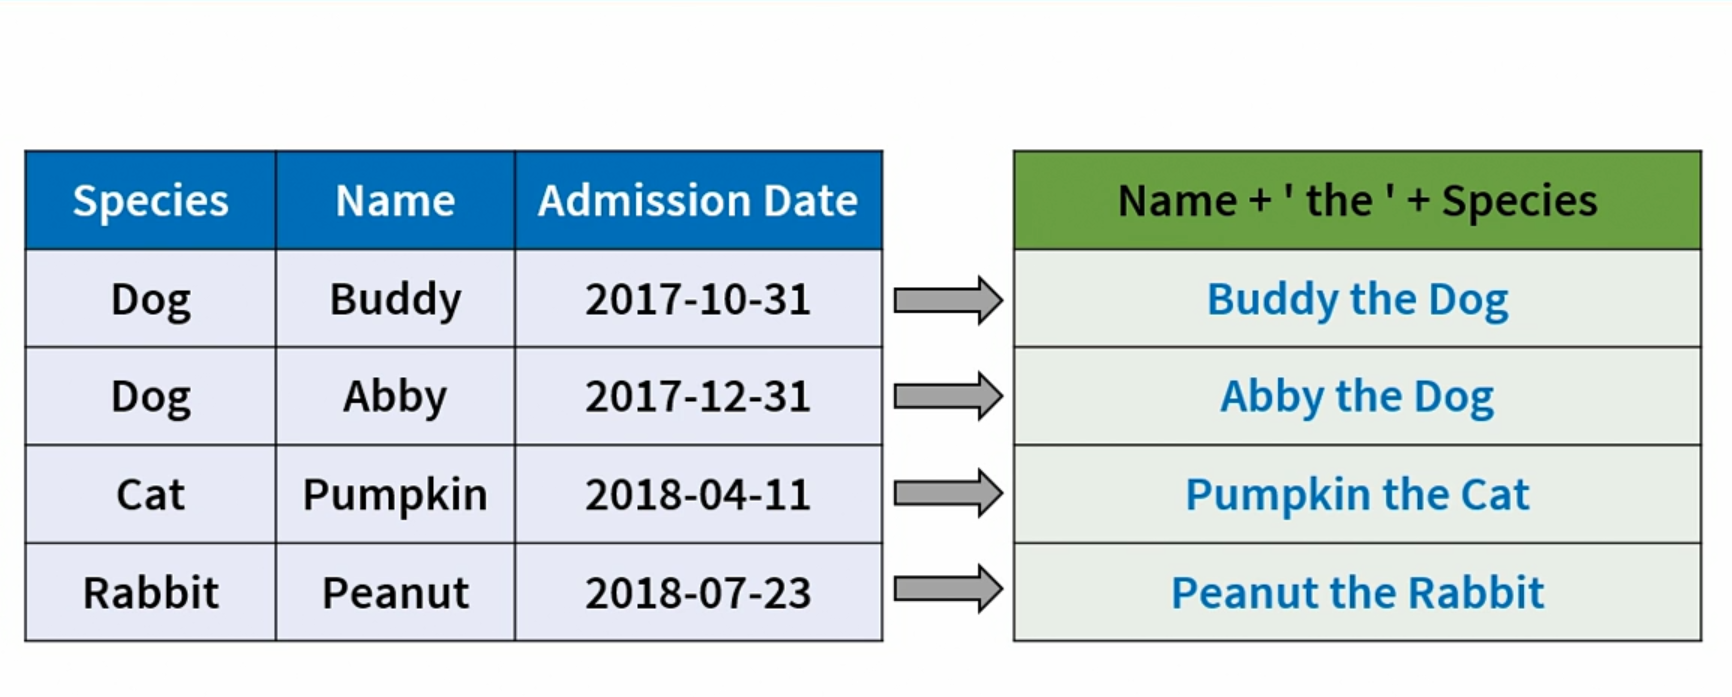 Species Name Admission Date Name + ' the ' + Species
Dog Buddy 2017-10-31 Buddy the Dog
Dog Abby 2017-12-31 Abby the Dog
Cat Pumpkin 2018-04-11 Pumpkin the Cat
Rabbit Peanut 2018-07-23 Peanut the Rabbit